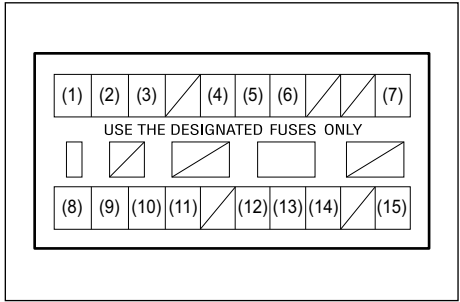 (1) (2) (3) (4) (5) (6) (7)
USE THE DESIGNATED FUSES ONLY
(8) (9) (10) (11) (12) (13) (14) (15)